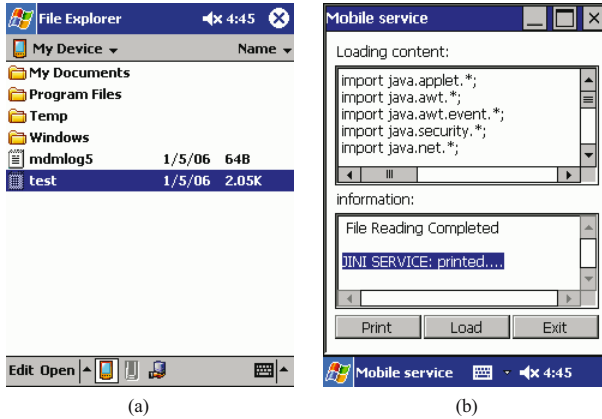 File Explorer 4:45
My Device Name
My Documents
Program Files
Temp
Windows
mdmlog5 1/5/06 64B
test 1/5/06 2.05K
Edit Open
(a)
Mobile service
Loading content:
import java.applet.*;
import java.awt.*;
import java.awt.event.*;
import java.security.*;
import java.net.*;
information:
File Reading Completed
JINI SERVICE: printed....
Print Load Exit
Mobile service 4:45
(b)